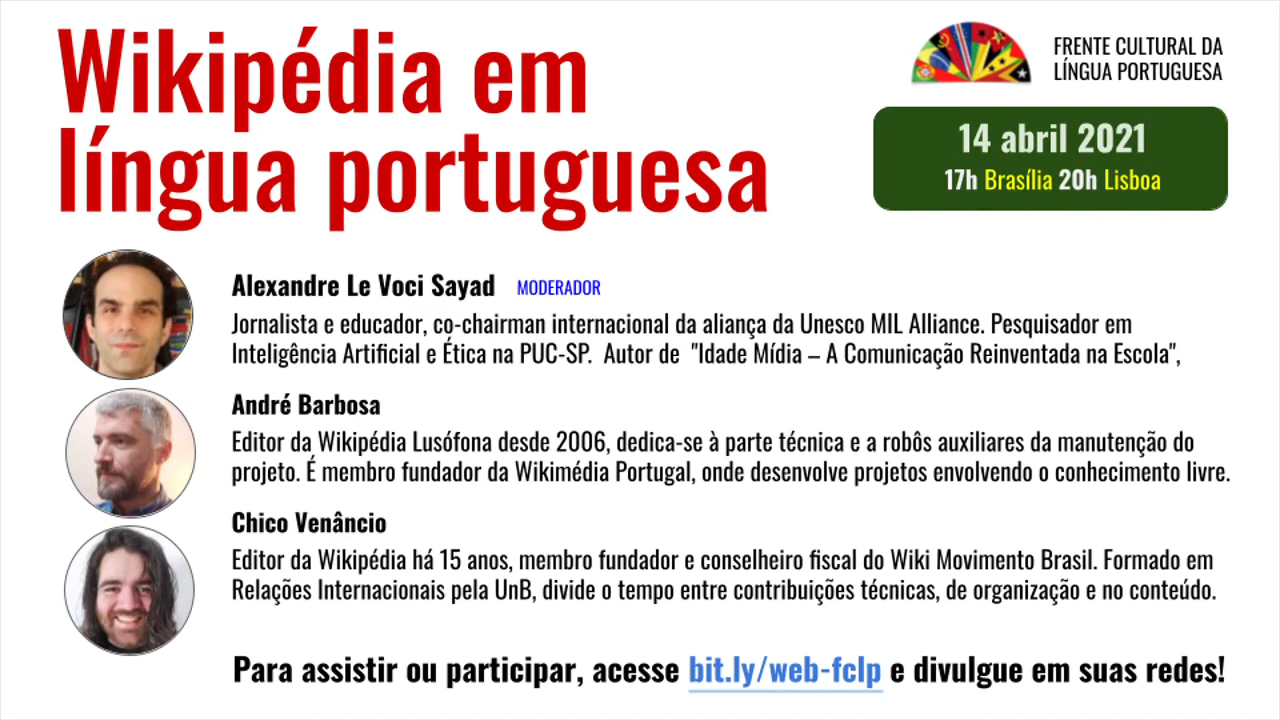 Wikipédia em
língua portuguesa
FRENTE CULTURAL DA
LÍNGUA PORTUGUESA
14 abril 2021
17h Brasília 20h Lisboa
Alexandre Le Voci Sayad MODERADOR
Jornalista e educador, co-chairman internacional da aliança da Unesco MIL Alliance. Pesquisador em
Inteligência Artificial e Ética na PUC-SP. Autor de "Idade Mídia – A Comunicação Reinventada na Escola",
André Barbosa
Editor da Wikipédia Lusófona desde 2006, dedica-se à parte técnica e a robôs auxiliares da manutenção do
projeto. É membro fundador da Wikimédia Portugal, onde desenvolve projetos envolvendo o conhecimento livre.
Chico Venâncio
Editor da Wikipédia há 15 anos, membro fundador e conselheiro fiscal do Wiki Movimento Brasil. Formado em
Relações Internacionais pela UnB, divide o tempo entre contribuições técnicas, de organização e no conteúdo.
Para assistir ou participar, acesse bit.ly/web-fclp e divulgue em suas redes!